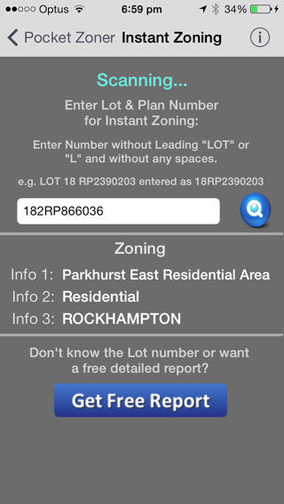 Optus 6:59 pm 34%
Pocket Zoner Instant Zoning i
Scanning...
Enter Lot & Plan Number
for Instant Zoning:
Enter Number without Leading "LOT" or
"L" and without any spaces.
e.g. LOT 18 RP2390203 entered as 18RP2390203
182RP866036
Zoning
Info 1: Parkhurst East Residential Area
Info 2: Residential
Info 3: ROCKHAMPTON
Don't know the Lot number or want
a free detailed report?
Get Free Report